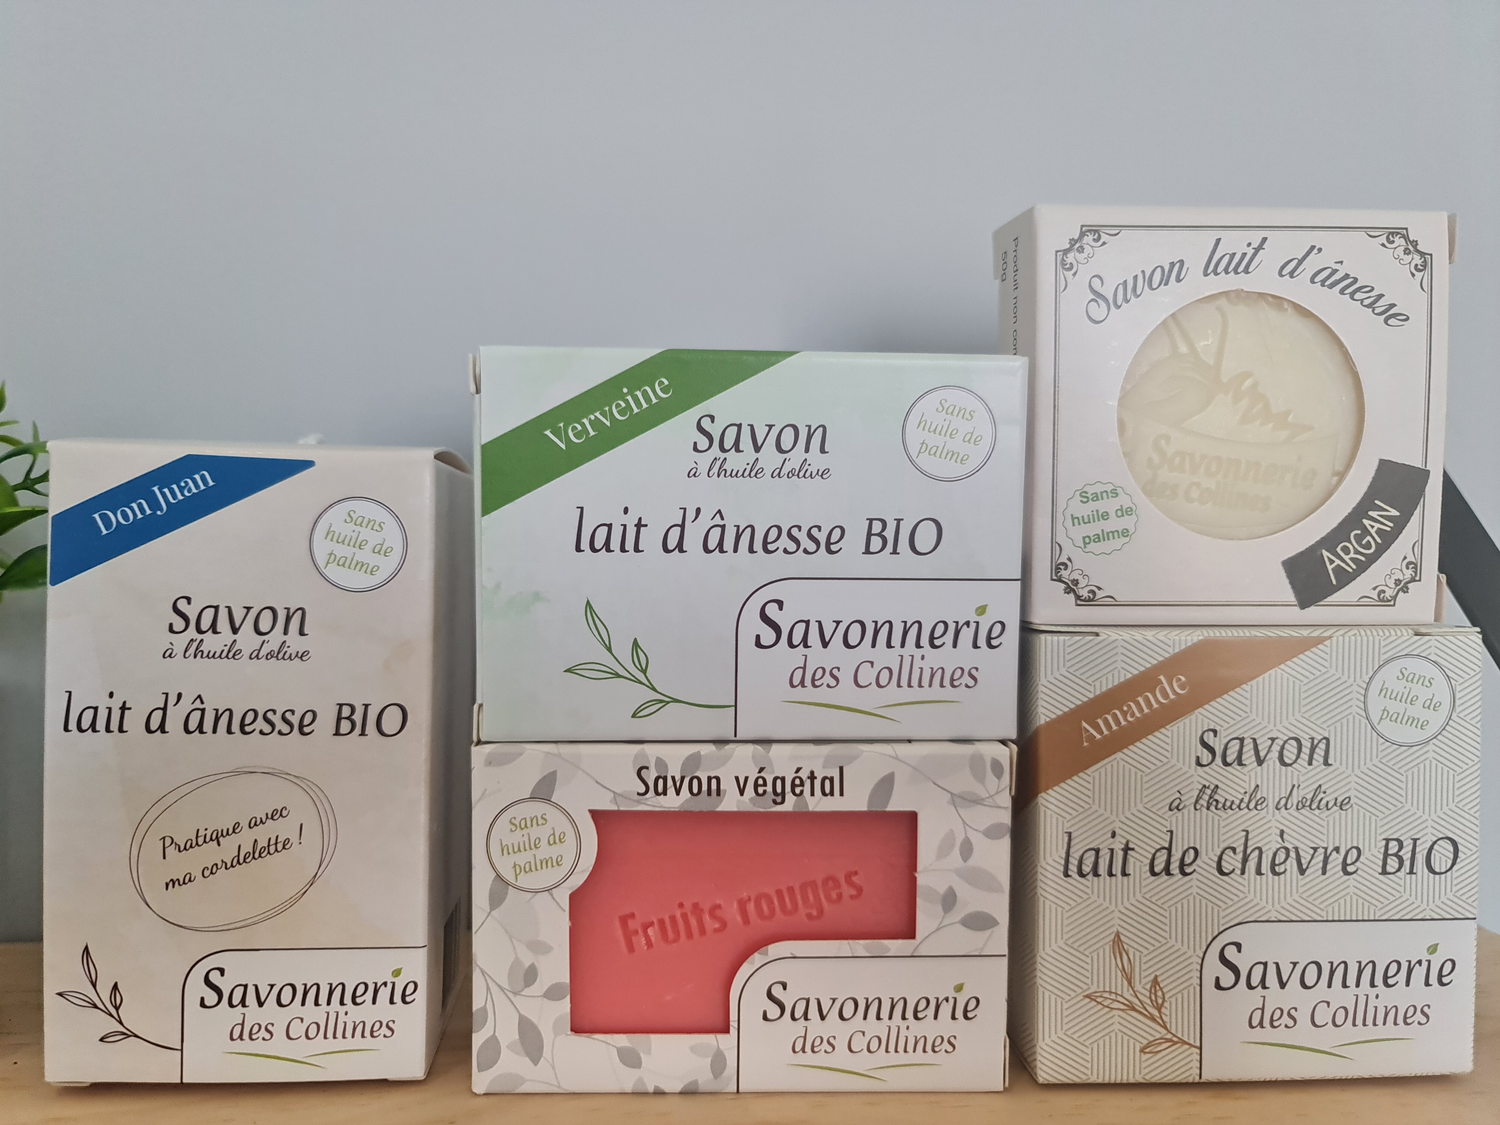 Don Juan
Sans
huile de
palme
Savon
à l'huile d'olive
lait d'ânesse BIO
Pratique avec
ma cordelette !
Savonnerie
des Collines
Verveine
Savon
à l'huile d'olive
Sans
huile de
palme
lait d'ânesse BIO
Savonnerie
des Collines
Savon végétal
Sans
huile de
palme
Fruits rouges
Savonnerie
des Collines
Produit non
50g
Savon lait d'ânesse
Savonnerie
des Collines
Sans
huile de
palme
ARGAN
Amande
Sans
huile de
palme
Savon
à l'huile d'olive
lait de chèvre BIO
Savonnerie
des Collines